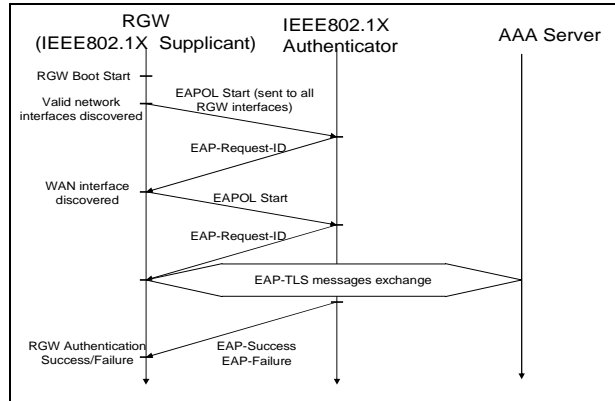 RGW
(IEEE802.1X Supplicant)
IEEE802.1X
Authenticator
AAA Server
RGW Boot Start
Valid network
interfaces discovered
EAPOL Start (sent to all
RGW interfaces)
EAP-Request-ID
WAN interface
discovered
EAPOL Start
EAP-Request-ID
EAP-TLS messages exchange
RGW Authentication
Success/Failure
EAP-Success
EAP-Failure